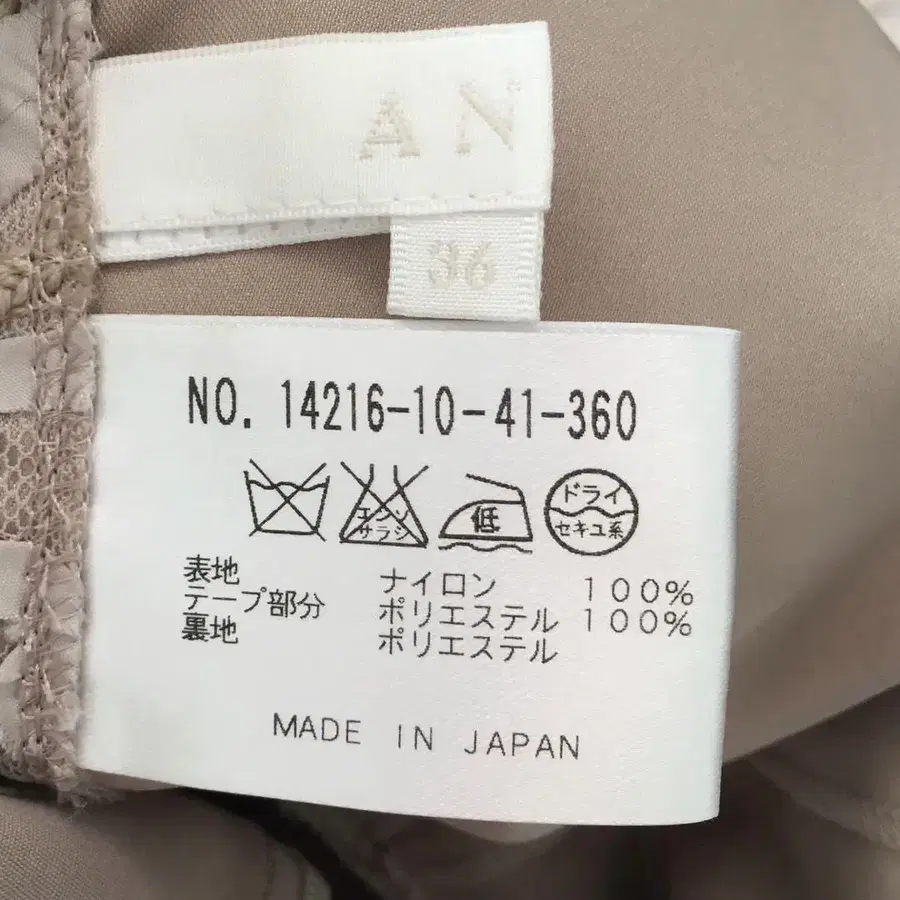 AN
36
NO. 14216-10-41-360
エンソ
サラシ
低
ドライ
セキユ系
表地 ナイロン 100%
テープ部分 ポリエステル 100%
裏地 ポリエステル
MADE IN JAPAN